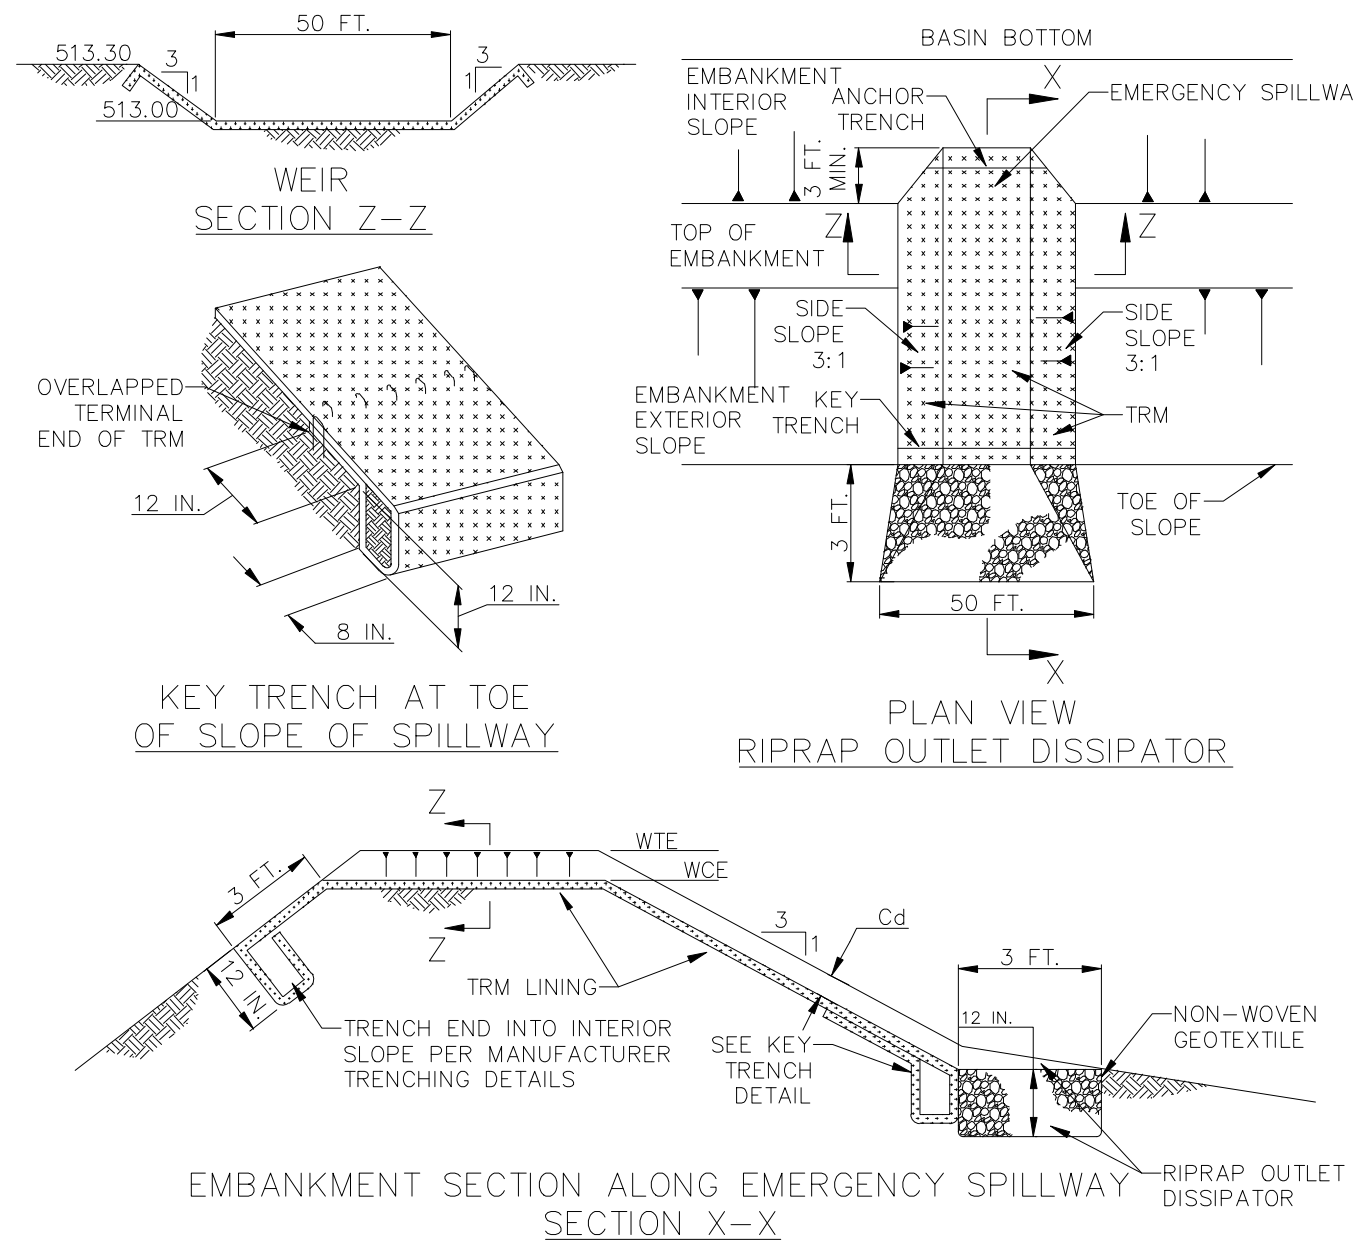 50 FT.
513.30
3
1
3
1
513.00
WEIR
SECTION Z-Z
BASIN BOTTOM
EMBANKMENT
INTERIOR
SLOPE
ANCHOR
TRENCH
X
EMERGENCY SPILLWA
3 FT.
MIN.
Z
Z
TOP OF
EMBANKMENT
SIDE
SLOPE
3:1
SIDE
SLOPE
3:1
EMBANKMENT
EXTERIOR
SLOPE
KEY
TRENCH
TRM
TOE OF
SLOPE
3 FT.
50 FT.
X
PLAN VIEW
RIPRAP OUTLET DISSIPATOR
OVERLAPPED
TERMINAL
END OF TRM
12 IN.
12 IN.
8 IN.
KEY TRENCH AT TOE
OF SLOPE OF SPILLWAY
Z
WTE
WCE
3 FT.
Z
3
1
Cd
12 IN.
TRM LINING
3 FT.
12 IN.
NON-WOVEN
GEOTEXTILE
TRENCH END INTO INTERIOR
SLOPE PER MANUFACTURER
TRENCHING DETAILS
SEE KEY
TRENCH
DETAIL
RIPRAP OUTLET
DISSIPATOR
EMBANKMENT SECTION ALONG EMERGENCY SPILLWAY
SECTION X-X